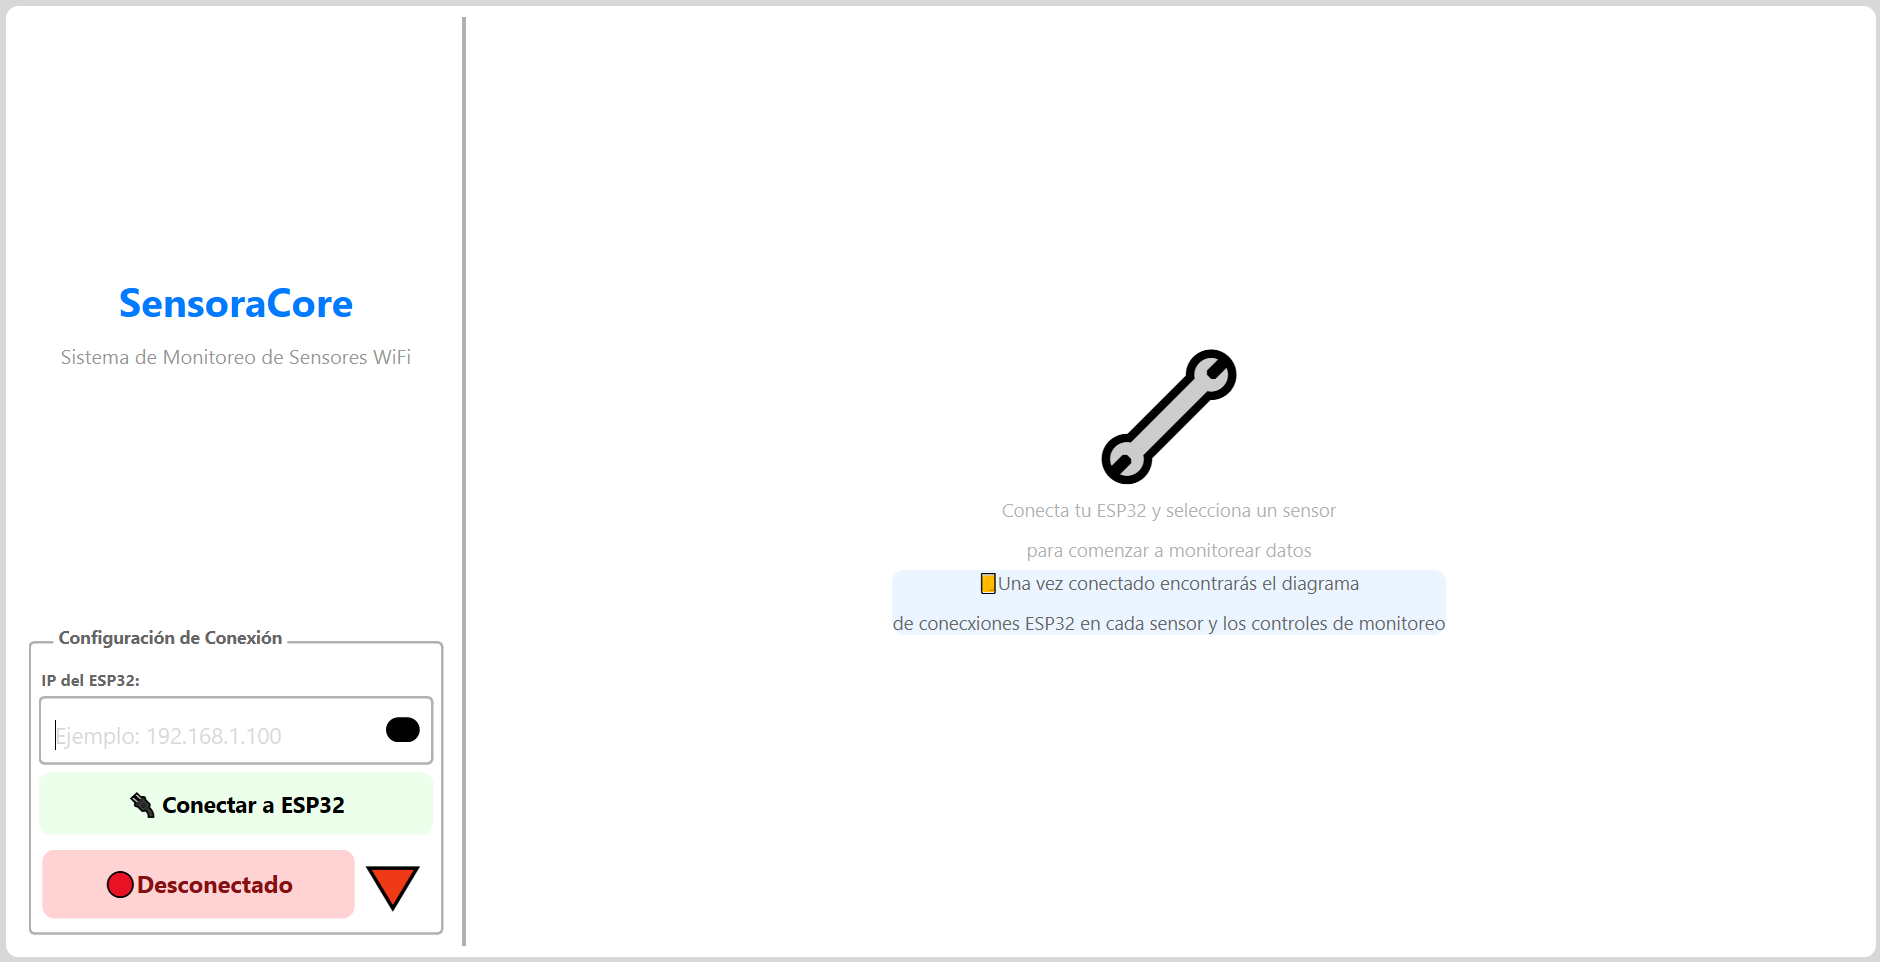 SensoraCore
Sistema de Monitoreo de Sensores WiFi
Configuración de Conexión
IP del ESP32:
Ejemplo: 192.168.1.100
Conectar a ESP32
Desconectado
Conecta tu ESP32 y selecciona un sensor
para comenzar a monitorear datos
Una vez conectado encontrarás el diagrama
de conecxiones ESP32 en cada sensor y los controles de monitoreo